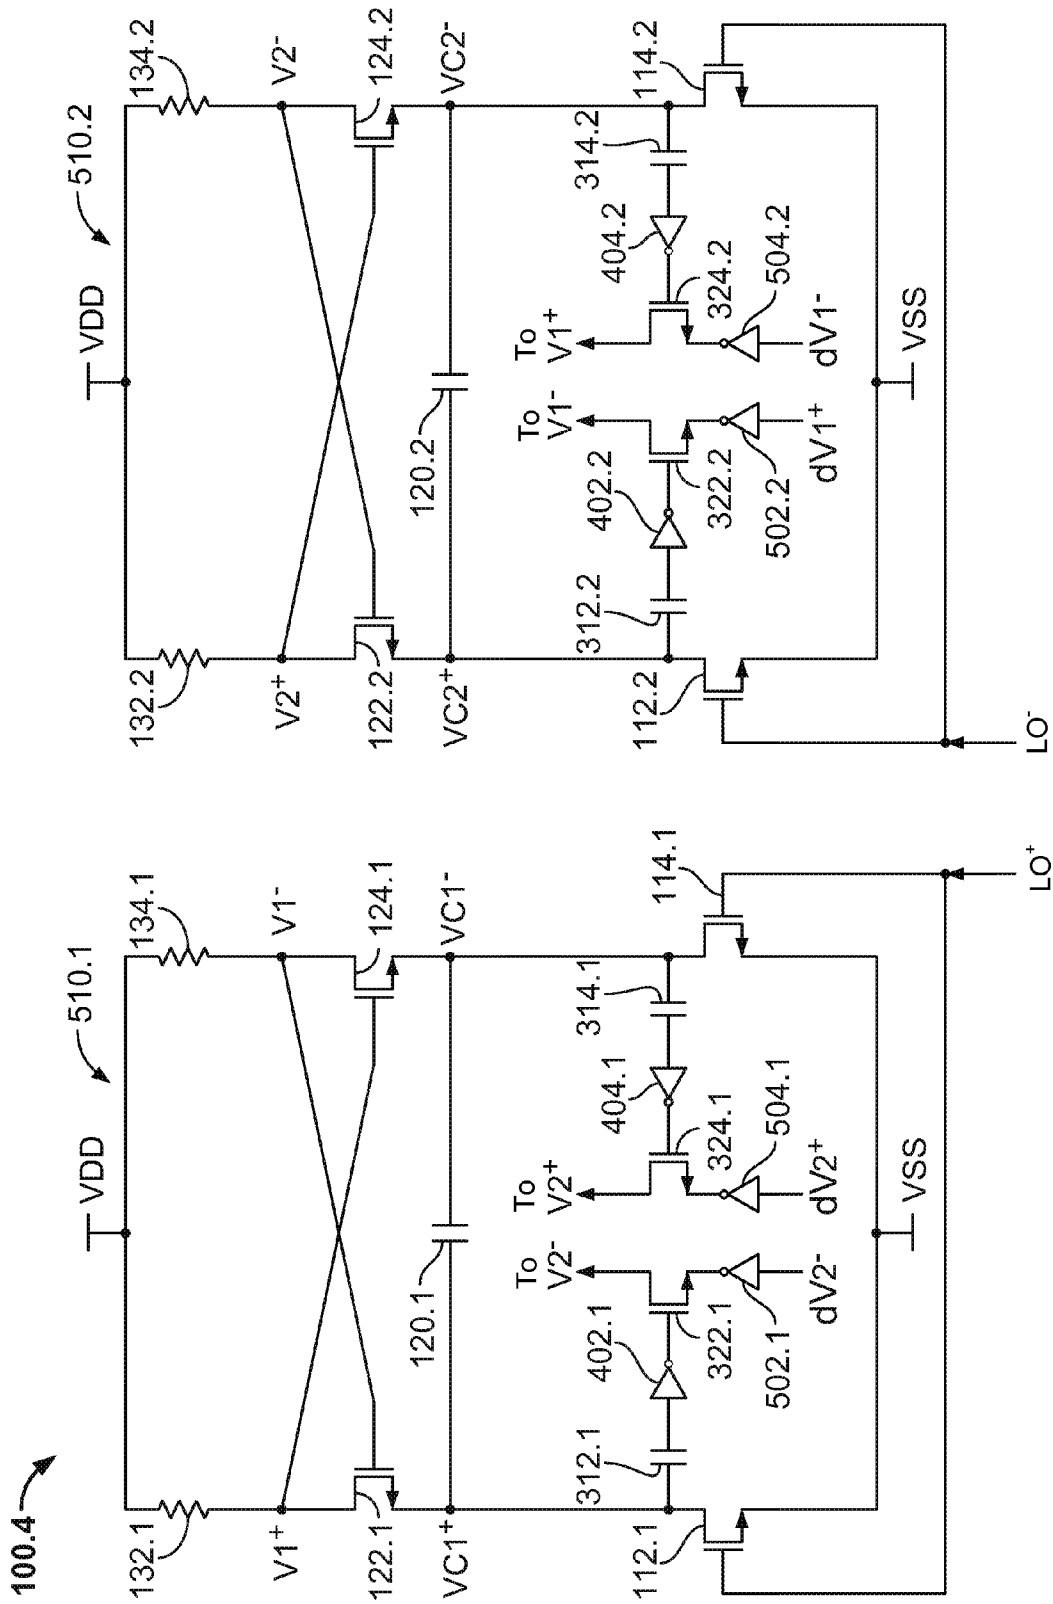 100.4
132.1
VDD
510.1
134.1
V1+
V1-
122.1
124.1
VC1+
120.1
VC1-
To
V2-
To
V2+
312.1
402.1
404.1
314.1
112.1
322.1
324.1
114.1
502.1
dV2-
dV2+
504.1
VSS
LO+
132.2
VDD
510.2
134.2
V2+
V2-
122.2
124.2
VC2+
120.2
VC2-
To
V1-
To
V1+
312.2
402.2
404.2
314.2
112.2
322.2
324.2
114.2
502.2
dV1+
dV1-
504.2
VSS
LO-